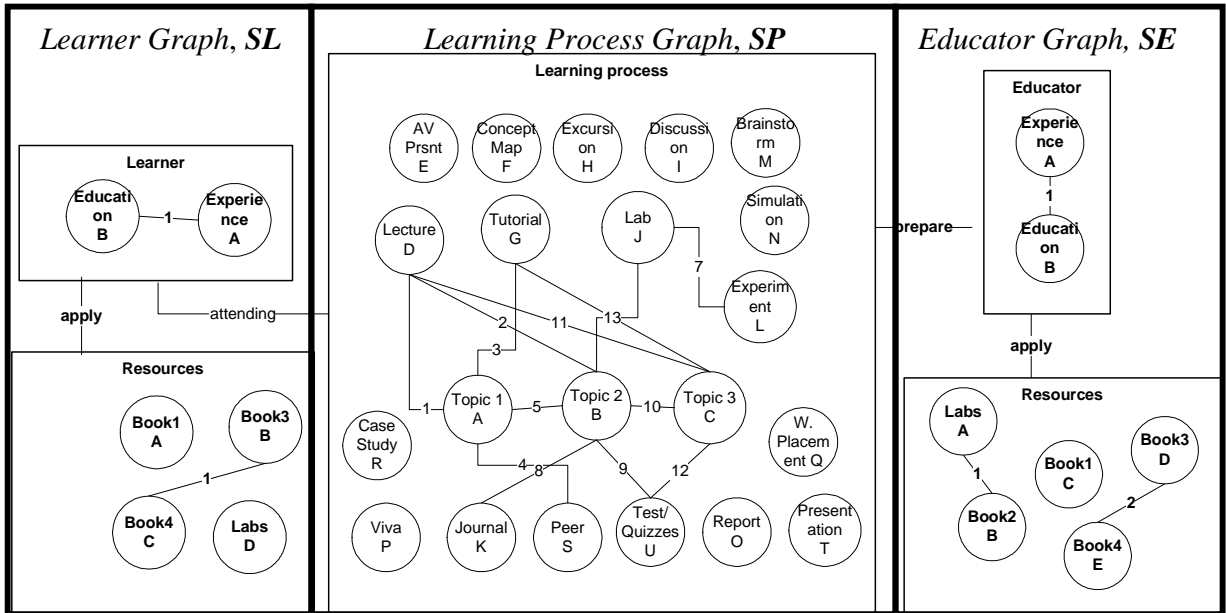 Learner Graph, SL
Learner
Educati
on
B
1
Experie
nce
A
apply
attending
Resources
Book1
A
Book3
B
1
Book4
C
Labs
D
Learning Process Graph, SP
Learning process
AV
Prsnt
E
Concept
Map
F
Excursi
on
H
Discussi
on
I
Brainsto
rm
M
Lecture
D
Tutorial
G
Lab
J
Simulati
on
N
7
Experim
ent
L
2
11
13
3
1
Topic 1
A
5
Topic 2
B
10
Topic 3
C
Case
Study
R
W.
Placem
ent Q
4
8
9
12
Viva
P
Journal
K
Peer
S
Test/
Quizzes
U
Report
O
Present
ation
T
prepare
Educator Graph, SE
Educator
Experie
nce
A
1
Educati
on
B
apply
Resources
Labs
A
1
Book2
B
Book1
C
Book3
D
2
Book4
E